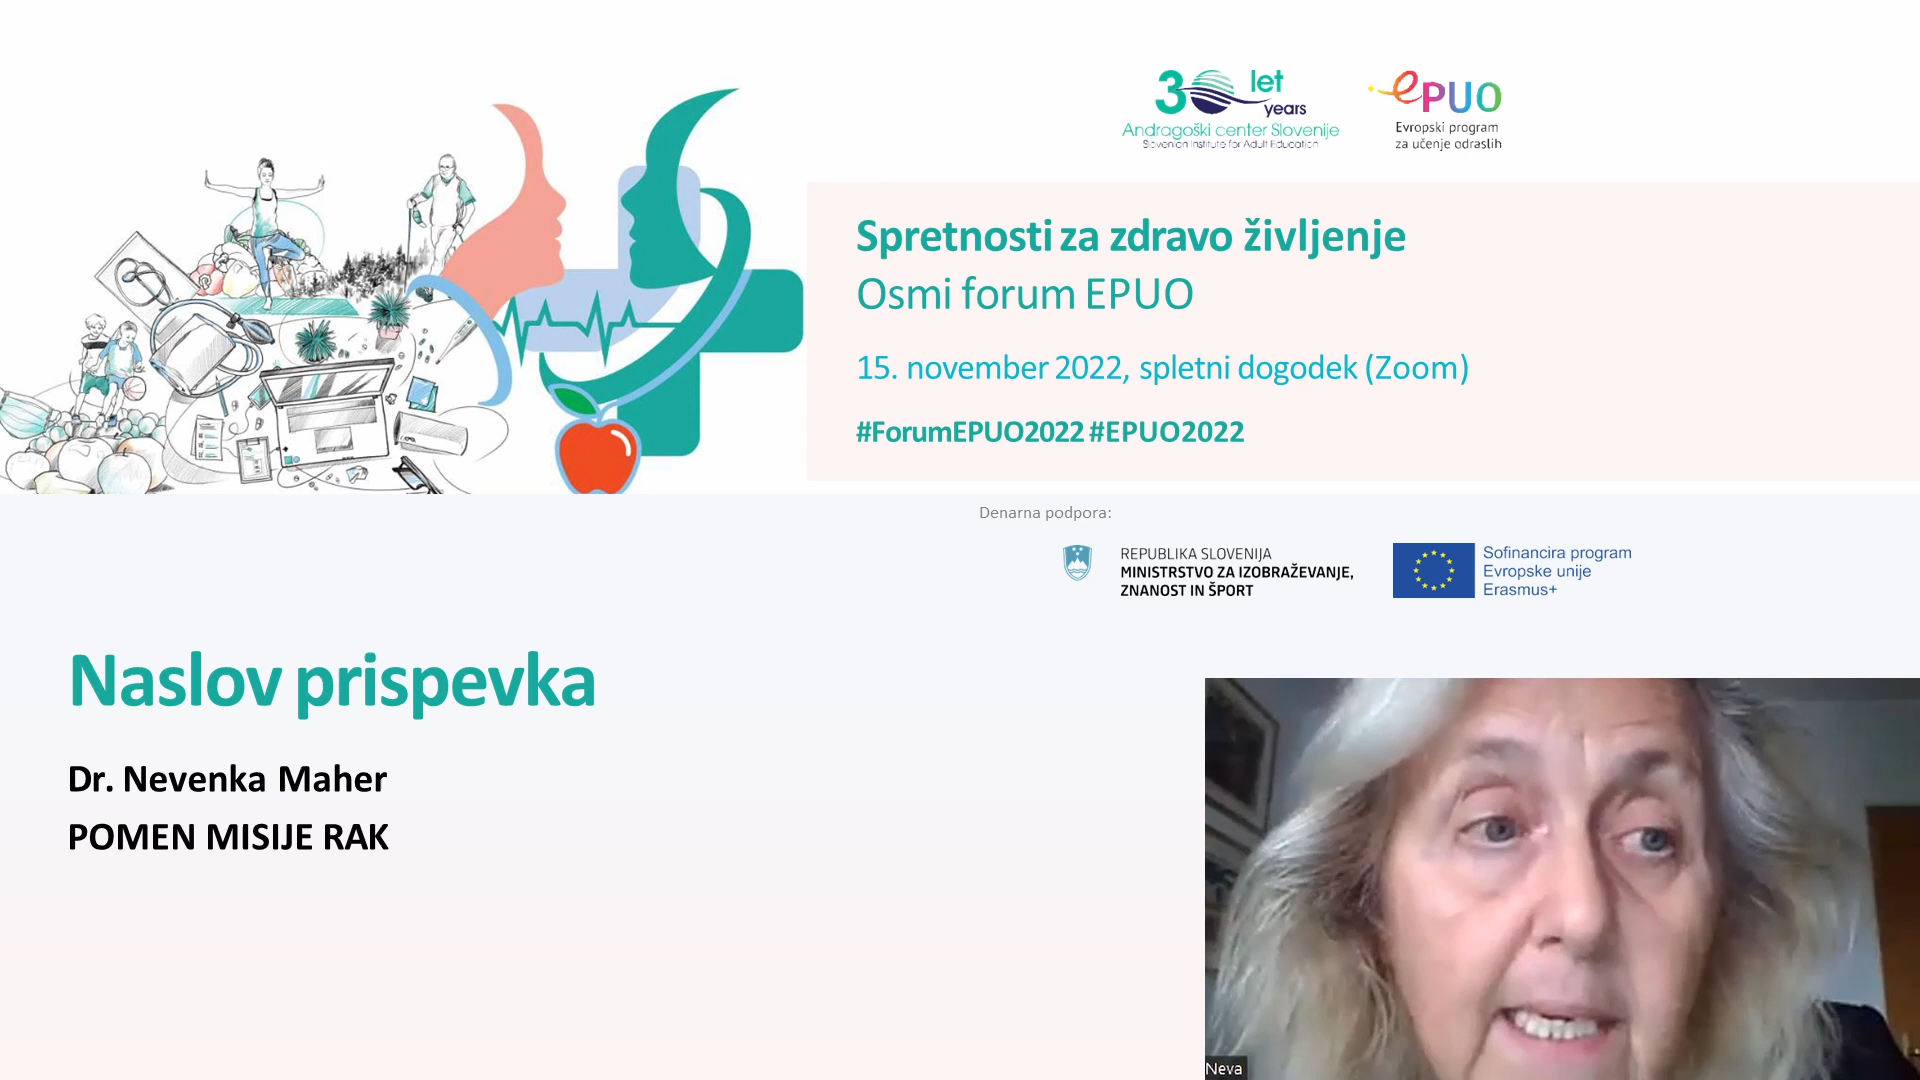 30 let
years
Andragoški center Slovenije
Slovenian Institute for Adult Education
ePUO
Evropski program
za učenje odraslih
Spretnosti za zdravo življenje
Osmi forum EPUO
15. november 2022, spletni dogodek (Zoom)
#ForumEPUO2022 #EPUO2022
Denarna podpora:
REPUBLIKA SLOVENIJA
MINISTRSTVO ZA IZOBRAŽEVANJE,
ZNANOST IN ŠPORT
Sofinancira program
Evropske unije
Erasmus+
Naslov prispevka
Dr. Nevenka Maher
POMEN MISIJE RAK
Neva